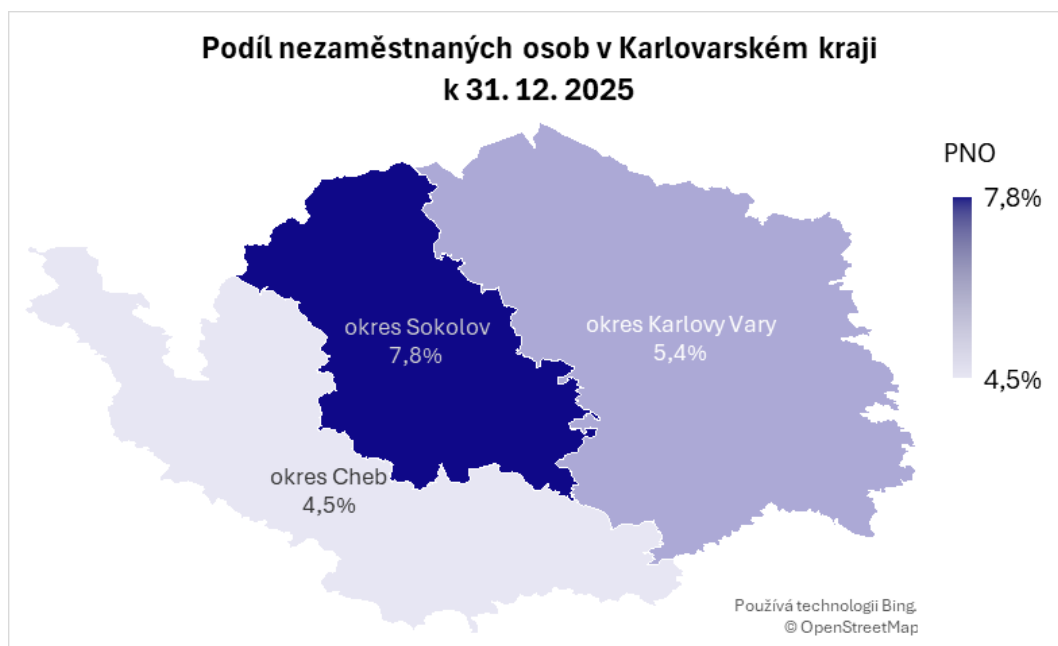 Podíl nezaměstnaných osob v Karlovarském kraji
k 31. 12. 2025
PNO
7,8%
4,5%
okres Sokolov
7,8%
okres Karlovy Vary
5,4%
okres Cheb
4,5%
Používá technologii Bing.
© OpenStreetMap